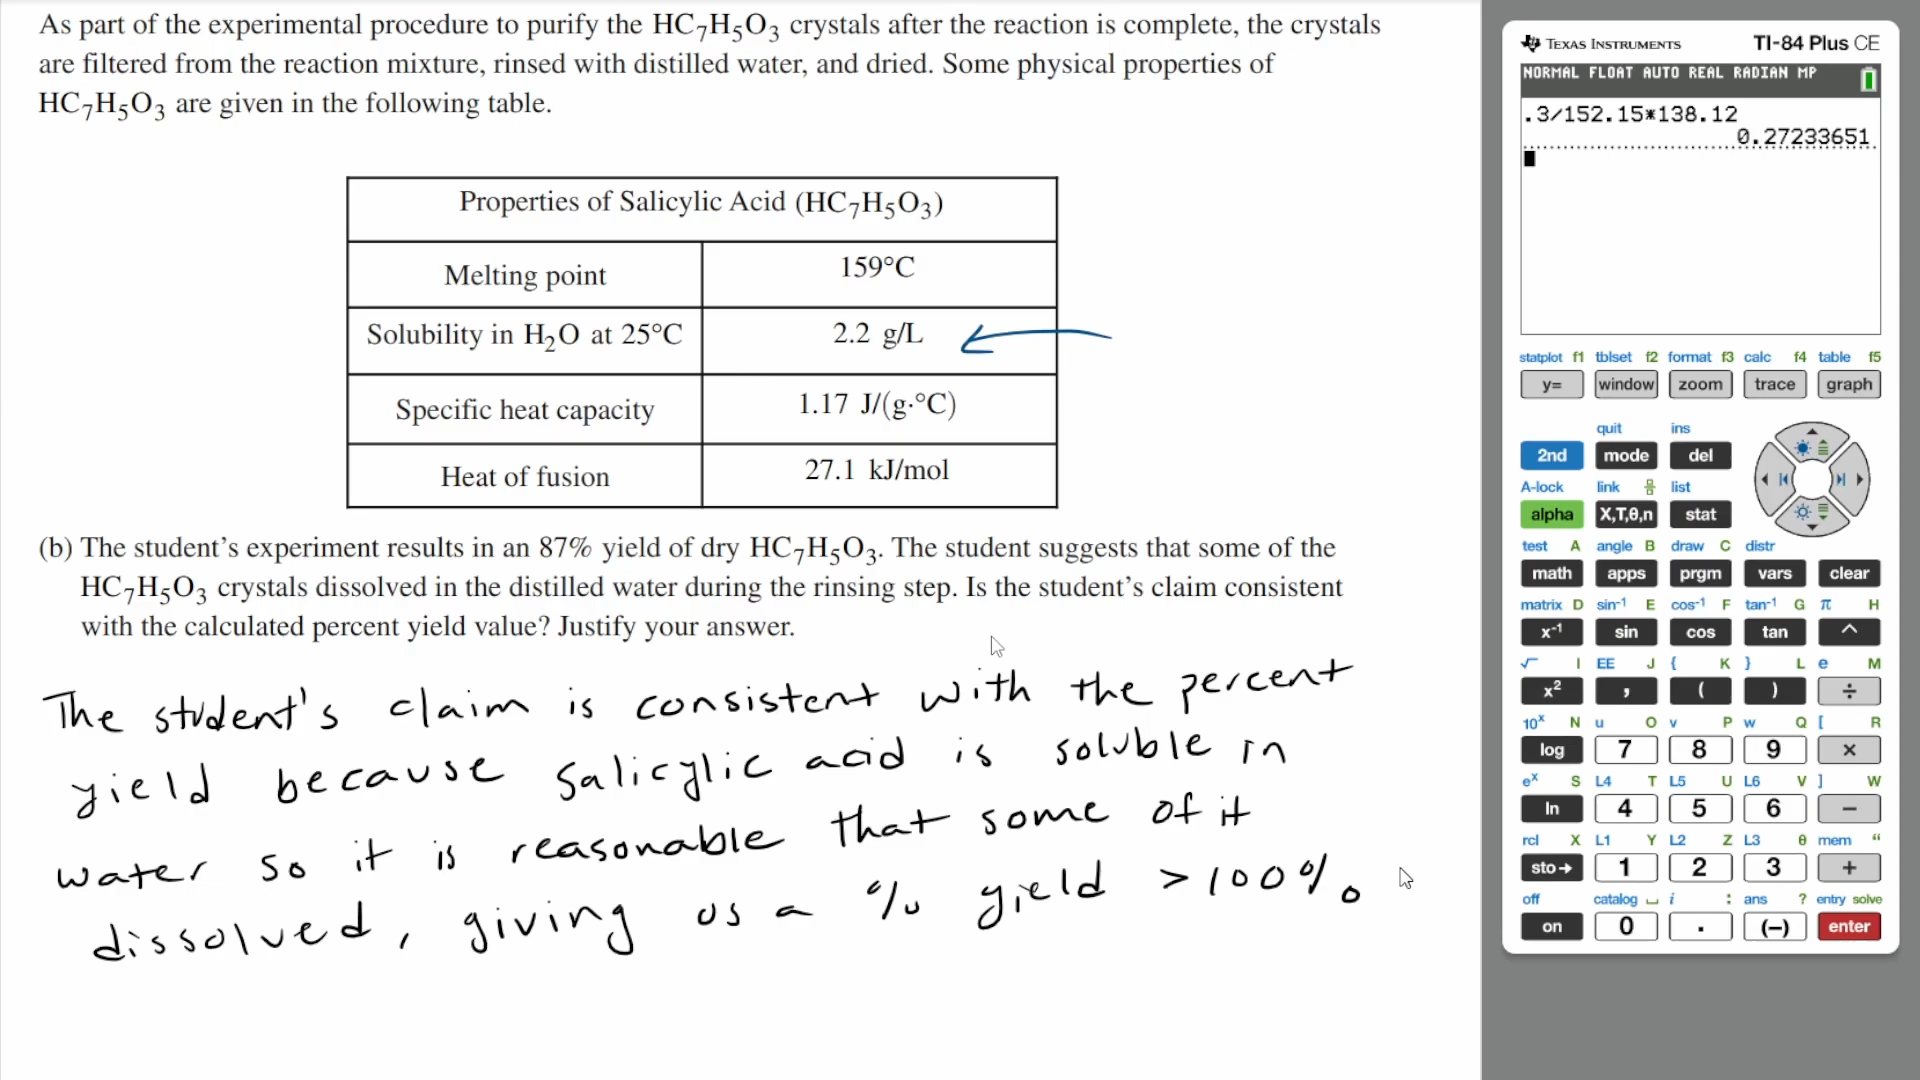 As part of the experimental procedure to purify the HC₇H₅O₃ crystals after the reaction is complete, the crystals
are filtered from the reaction mixture, rinsed with distilled water, and dried. Some physical properties of
HC₇H₅O₃ are given in the following table.
Properties of Salicylic Acid (HC₇H₅O₃)
Melting point 159°C
Solubility in H₂O at 25°C 2.2 g/L
Specific heat capacity 1.17 J/(g·°C)
Heat of fusion 27.1 kJ/mol
(b) The student's experiment results in an 87% yield of dry HC₇H₅O₃. The student suggests that some of the
HC₇H₅O₃ crystals dissolved in the distilled water during the rinsing step. Is the student's claim consistent
with the calculated percent yield value? Justify your answer.
The student's claim is consistent with the percent
yield because salicylic acid is soluble in
water so it is reasonable that some of it
dissolved, giving us a % yield >100%
TEXAS INSTRUMENTS TI-84 Plus CE
NORMAL FLOAT AUTO REAL RADIAN MP
.3/152.15*138.12
0.27233651
statplot f1 tblset f2 format f3 calc f4 table f5
y= window zoom trace graph
quit ins
2nd mode del
A-lock link list
alpha X,T,θ,n stat
test A angle B draw C distr
math apps prgm vars clear
matrix D sin⁻¹ E cos⁻¹ F tan⁻¹ G π H
x⁻¹ sin cos tan ^
√ I EE J { K } L e M
x² , ( ) ÷
10ˣ N u O v P w Q [ R
log 7 8 9 ×
eˣ S L4 T L5 U L6 V ] W
ln 4 5 6 −
rcl X L1 Y L2 Z L3 θ mem "
sto→ 1 2 3 +
off catalog ⎵ i : ans ? entry solve
on 0 . (−) enter